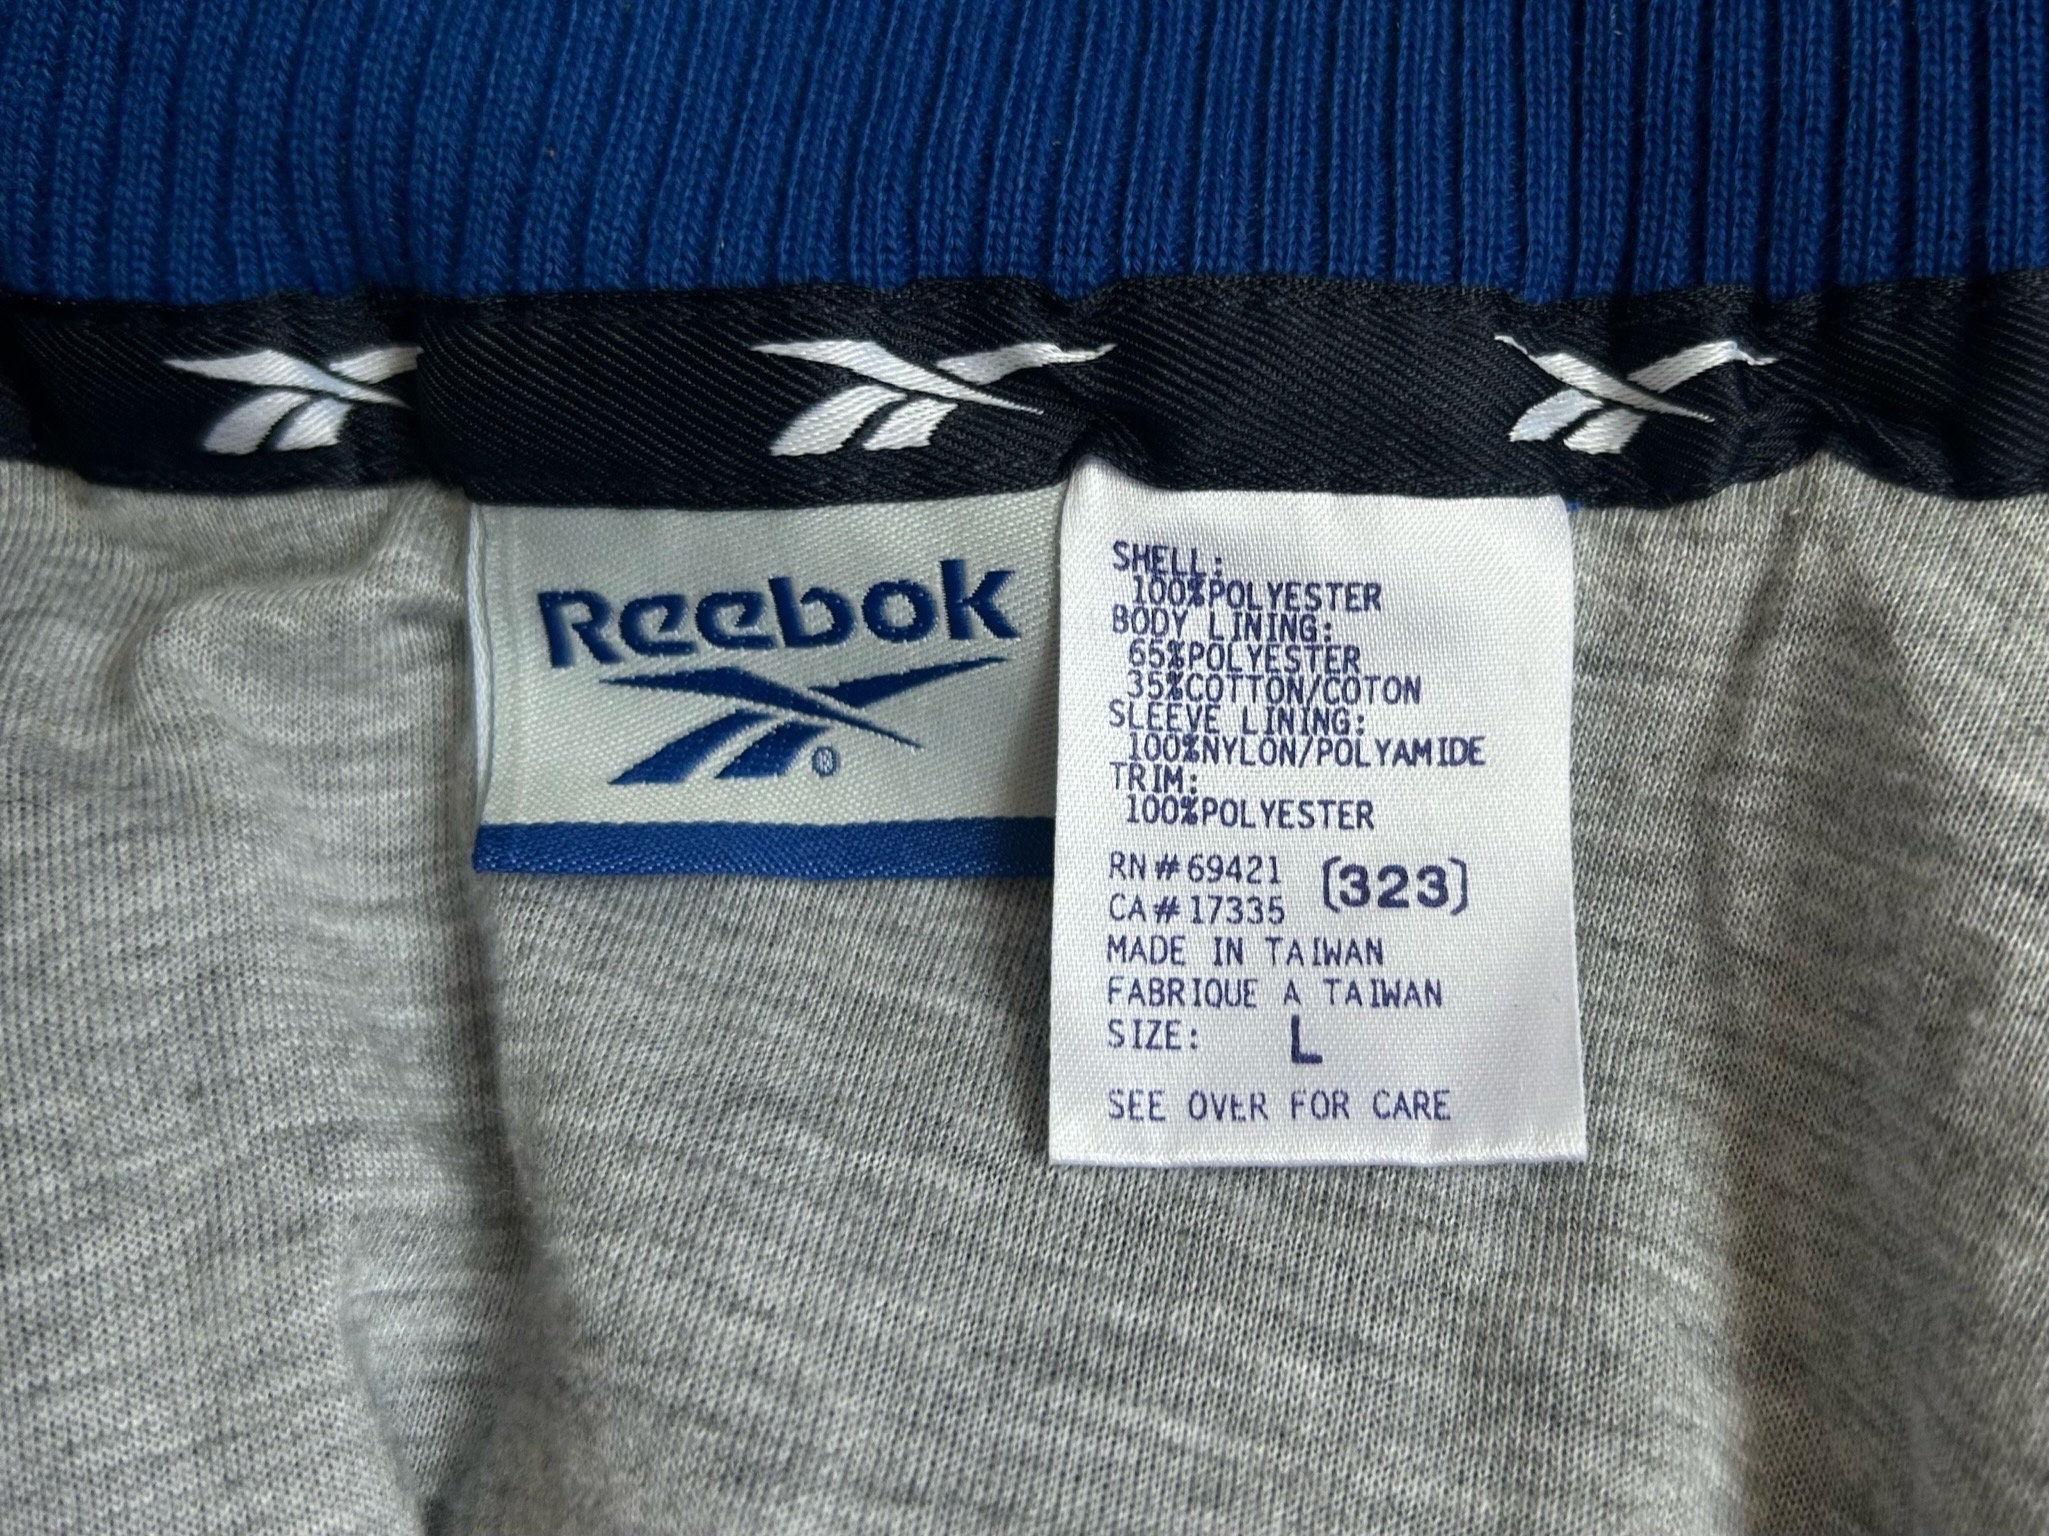 Reebok
®
SHELL:
100%POLYESTER
BODY LINING:
65%POLYESTER
35%COTTON/COTON
SLEEVE LINING:
100%NYLON/POLYAMIDE
TRIM:
100%POLYESTER
RN#69421 (323)
CA#17335
MADE IN TAIWAN
FABRIQUE A TAIWAN
SIZE: L
SEE OVER FOR CARE